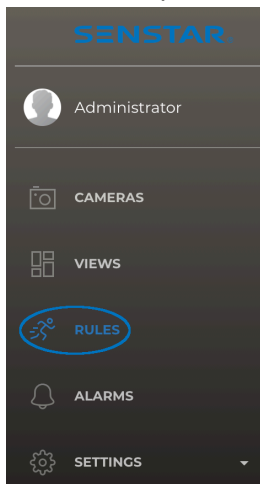 SENSTAR
Administrator
CAMERAS
VIEWS
RULES
ALARMS
SETTINGS